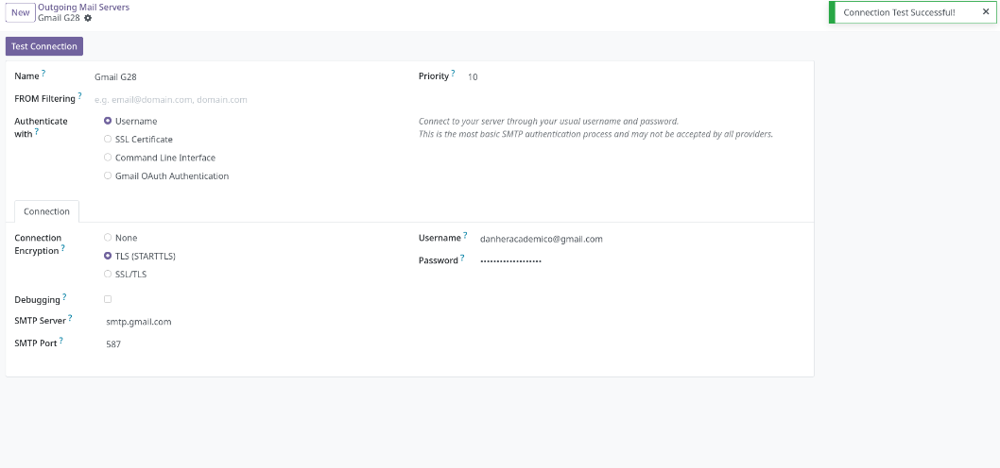 New
Outgoing Mail Servers
Gmail G28
Connection Test Successful!
Test Connection
Name ? Gmail G28
Priority ? 10
FROM Filtering ? e.g. email@domain.com, domain.com
Authenticate with ?
Username
SSL Certificate
Command Line Interface
Gmail OAuth Authentication
Connect to your server through your usual username and password.
This is the most basic SMTP authentication process and may not be accepted by all providers.
Connection
Connection Encryption ?
None
TLS (STARTTLS)
SSL/TLS
Username ? danheracademico@gmail.com
Password ? •••••••••••••••••••
Debugging ?
SMTP Server ? smtp.gmail.com
SMTP Port ? 587